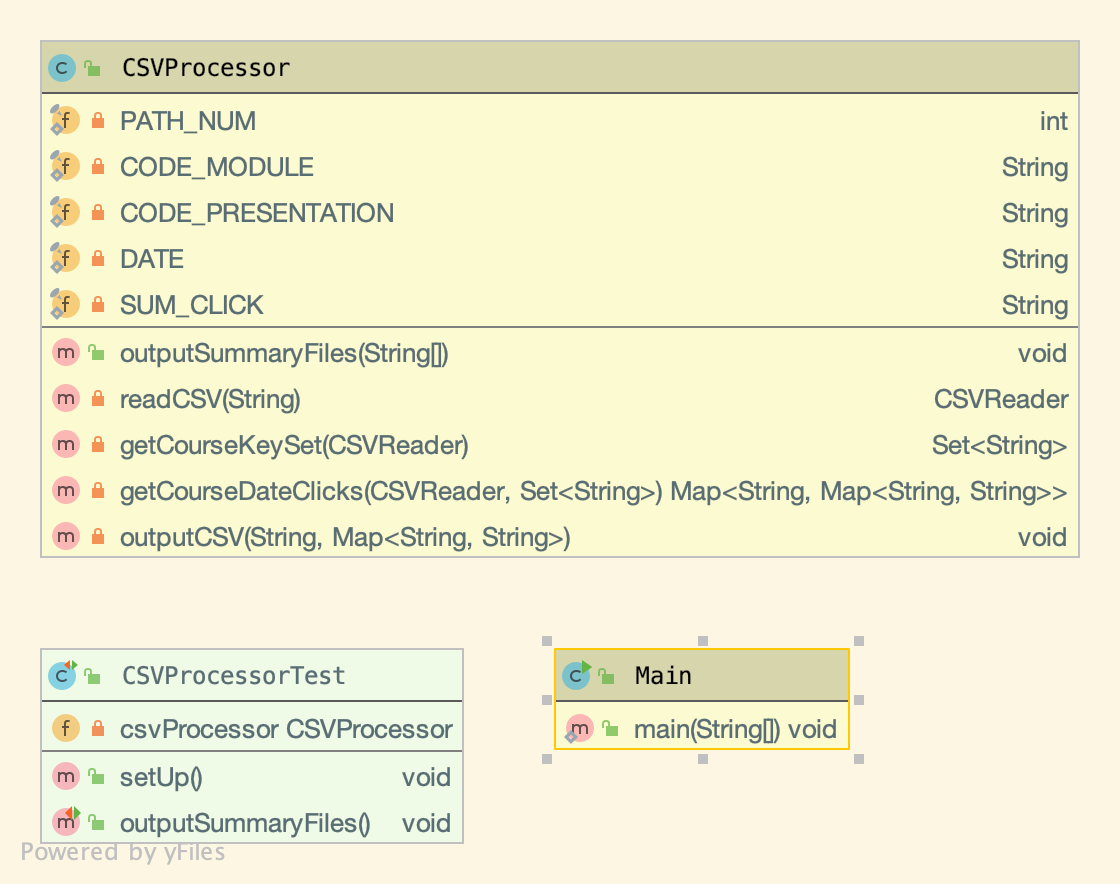 CSVProcessor
PATH_NUM int
CODE_MODULE String
CODE_PRESENTATION String
DATE String
SUM_CLICK String
outputSummaryFiles(String[]) void
readCSV(String) CSVReader
getCourseKeySet(CSVReader) Set<String>
getCourseDateClicks(CSVReader, Set<String>) Map<String, Map<String, String>>
outputCSV(String, Map<String, String>) void
CSVProcessorTest
csvProcessor CSVProcessor
setUp() void
outputSummaryFiles() void
Main
main(String[]) void
Powered by yFiles